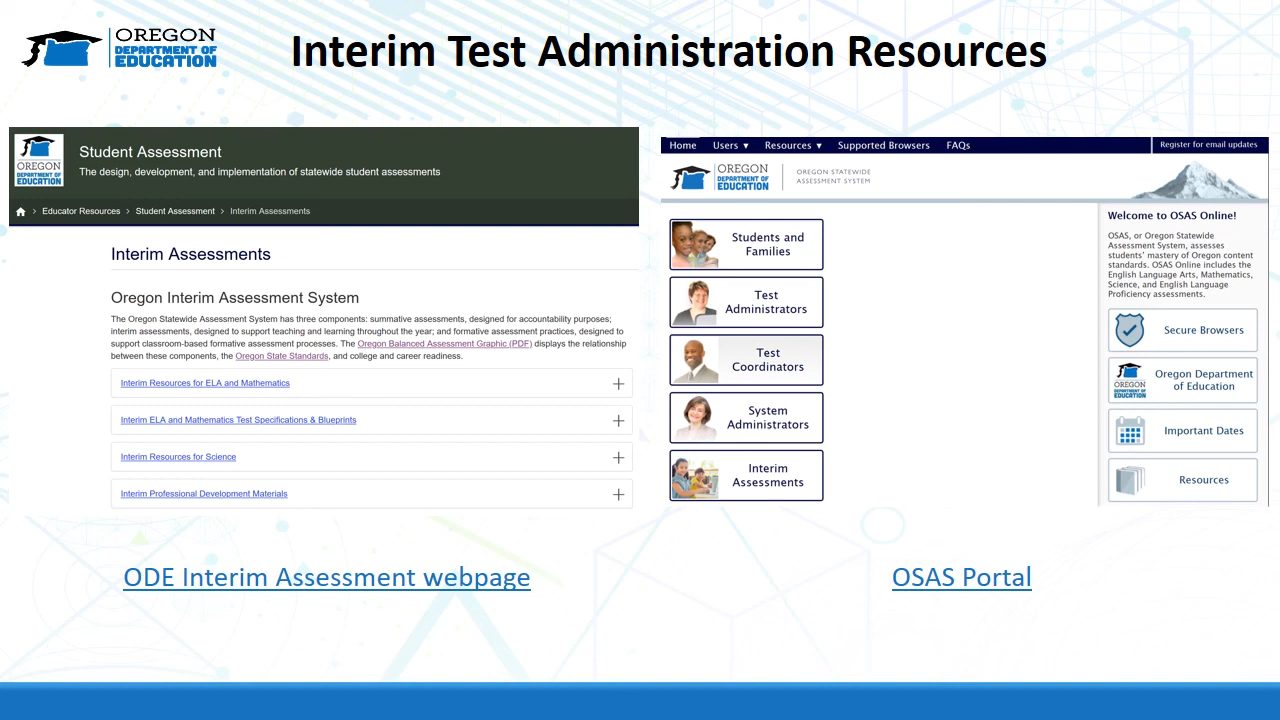 OREGON
DEPARTMENT OF
EDUCATION
Interim Test Administration Resources
OREGON
DEPARTMENT OF
EDUCATION
Student Assessment
The design, development, and implementation of statewide student assessments
Educator Resources > Student Assessment > Interim Assessments
Interim Assessments
Oregon Interim Assessment System
The Oregon Statewide Assessment System has three components: summative assessments, designed for accountability purposes;
interim assessments, designed to support teaching and learning throughout the year; and formative assessment practices, designed to
support classroom-based formative assessment processes. The Oregon Balanced Assessment Graphic (PDF) displays the relationship
between these components, the Oregon State Standards, and college and career readiness.
Interim Resources for ELA and Mathematics
Interim ELA and Mathematics Test Specifications & Blueprints
Interim Resources for Science
Interim Professional Development Materials
ODE Interim Assessment webpage
Home Users ▾ Resources ▾ Supported Browsers FAQs Register for email updates
OREGON
DEPARTMENT OF
EDUCATION
OREGON STATEWIDE
ASSESSMENT SYSTEM
Students and
Families
Test
Administrators
Test
Coordinators
System
Administrators
Interim
Assessments
Welcome to OSAS Online!
OSAS, or Oregon Statewide
Assessment System, assesses
students' mastery of Oregon content
standards. OSAS Online includes the
English Language Arts, Mathematics,
Science, and English Language
Proficiency assessments.
Secure Browsers
OREGON
DEPARTMENT OF
EDUCATION
Oregon Department
of Education
Important Dates
Resources
OSAS Portal